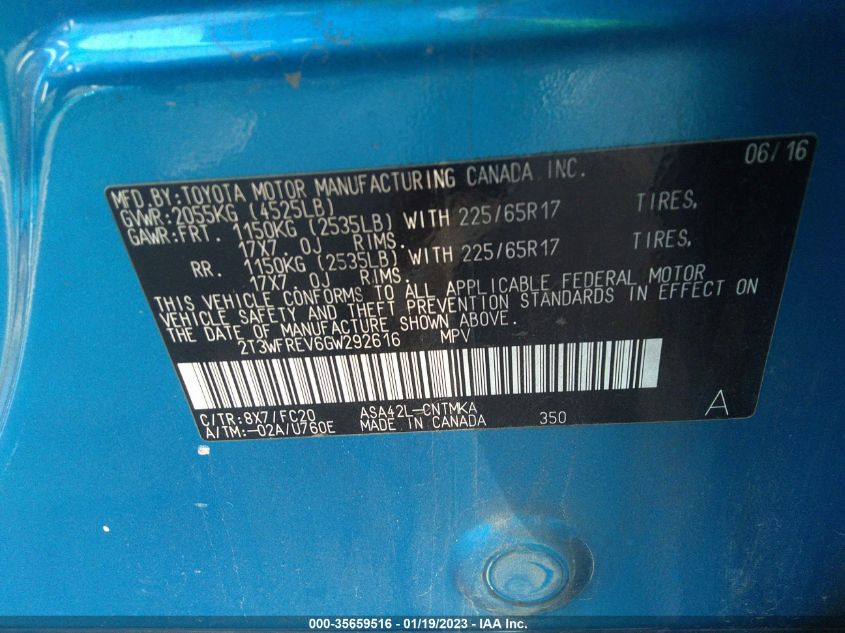 06/16
MFD.BY:TOYOTA MOTOR MANUFACTURING CANADA INC.
GVWR:2055KG (4525LB)
GAWR:FRT. 1150KG (2535LB) WITH 225/65R17 TIRES,
17X7.0J RIMS.
RR. 1150KG (2535LB) WITH 225/65R17 TIRES,
17X7.0J RIMS.
THIS VEHICLE CONFORMS TO ALL APPLICABLE FEDERAL MOTOR
VEHICLE SAFETY AND THEFT PREVENTION STANDARDS IN EFFECT ON
THE DATE OF MANUFACTURE SHOWN ABOVE.
2T3WFREV6GW292616 MPV
C/TR:8X7/FC20 ASA42L-CNTMKA
A/TM:-02A/U760E MADE IN CANADA 350 A
000-35659516 - 01/19/2023 - IAA Inc.